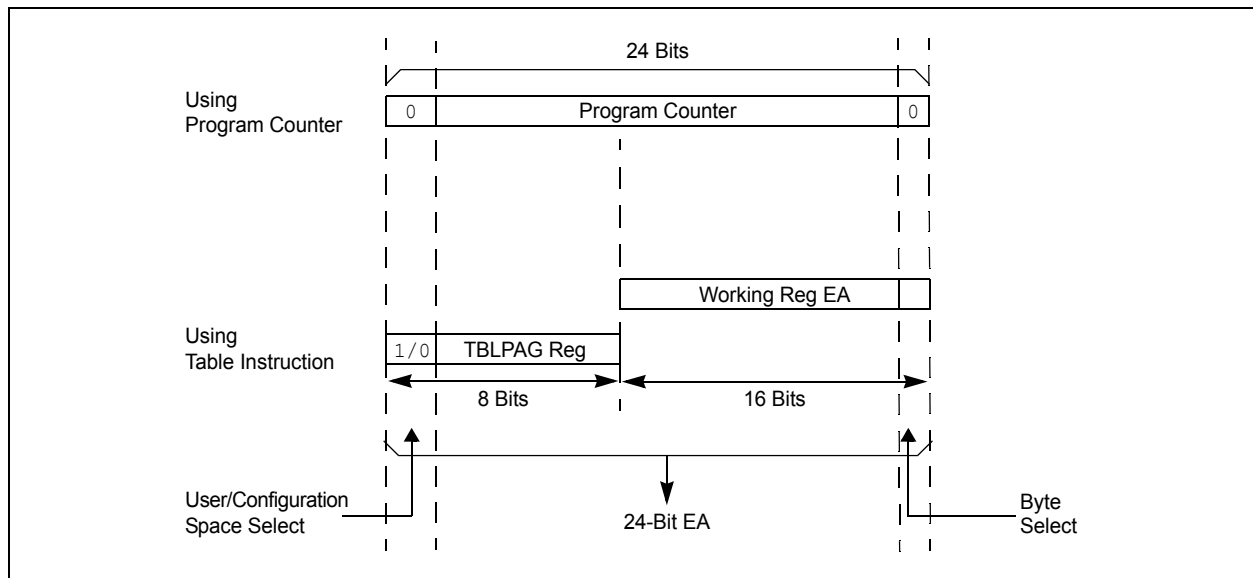 24 Bits
Using
Program Counter
0
Program Counter
0
Working Reg EA
Using
Table Instruction
1/0
TBLPAG Reg
8 Bits
16 Bits
User/Configuration
Space Select
24-Bit EA
Byte
Select